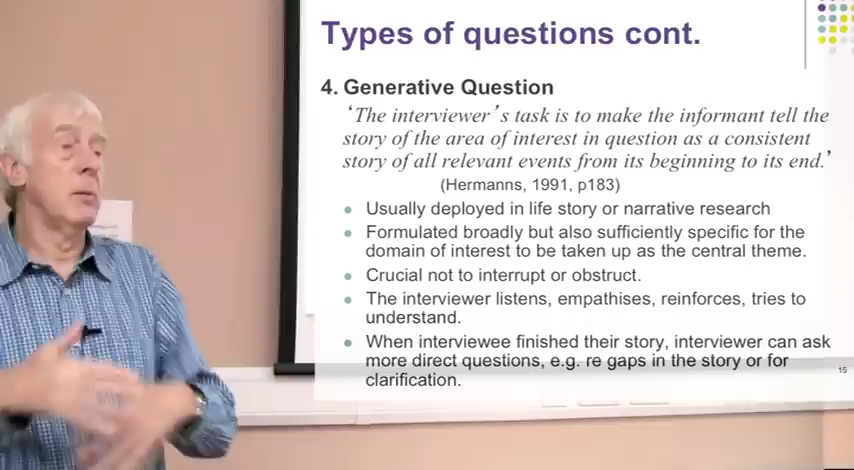 Types of questions cont.
4. Generative Question
‘The interviewer’s task is to make the informant tell the
story of the area of interest in question as a consistent
story of all relevant events from its beginning to its end.’
(Hermanns, 1991, p183)
• Usually deployed in life story or narrative research
• Formulated broadly but also sufficiently specific for the
domain of interest to be taken up as the central theme.
• Crucial not to interrupt or obstruct.
• The interviewer listens, empathises, reinforces, tries to
understand.
• When interviewee finished their story, interviewer can ask
more direct questions, e.g. re gaps in the story or for
clarification.
15